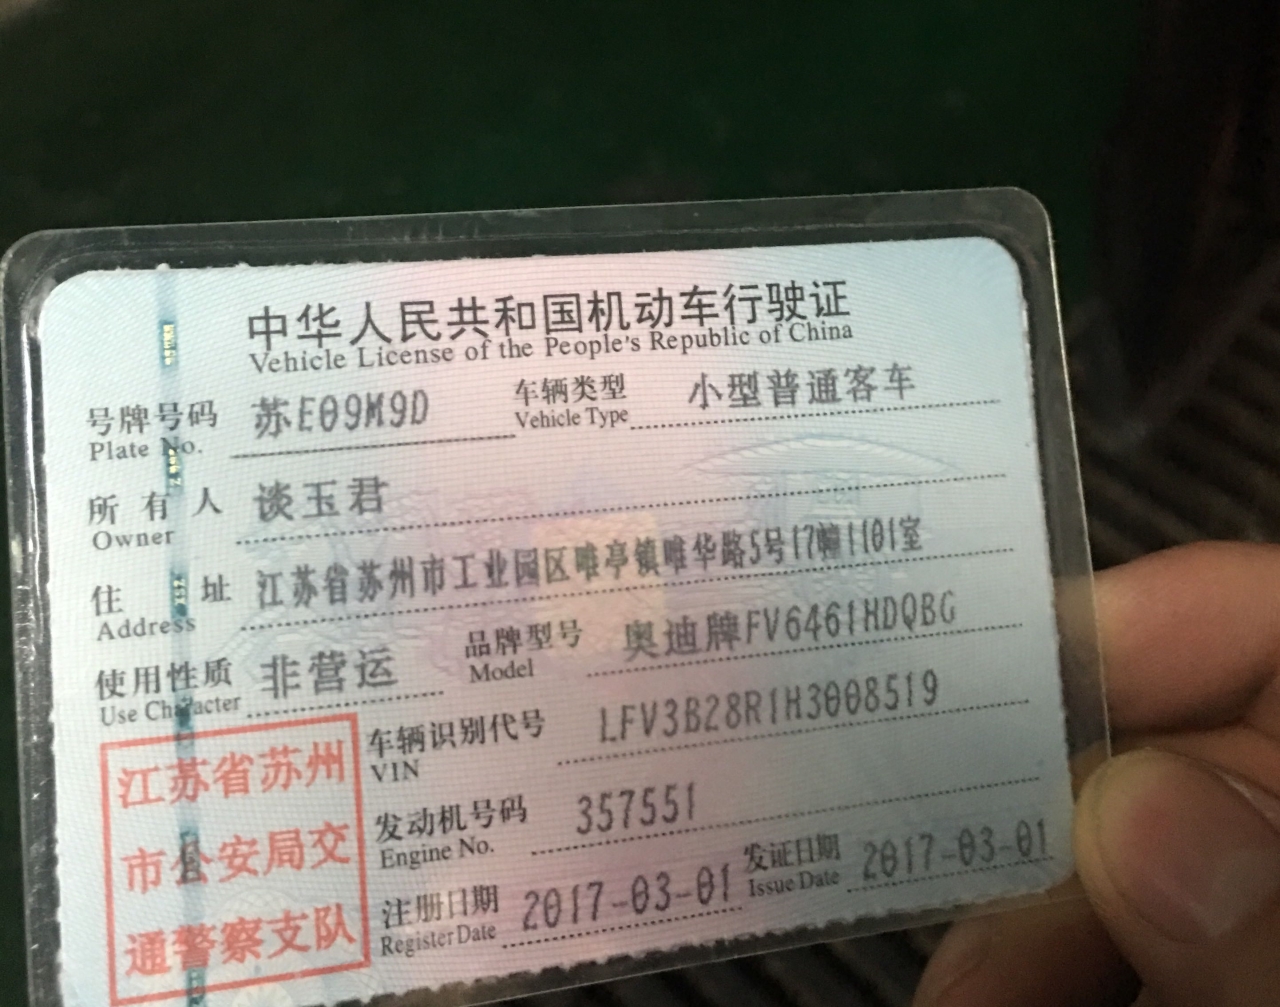 中华人民共和国机动车行驶证
Vehicle License of the People's Republic of China
号牌号码 苏E09M9D 车辆类型 小型普通客车
Plate No. Vehicle Type
所有人 谈玉君
Owner
住址 江苏省苏州市工业园区唯亭镇唯华路5号17幢1101室
Address
使用性质 非营运 品牌型号 奥迪牌FV6461HDQBG
Use Character Model
车辆识别代号 LFV3B28R1H3008519
VIN
发动机号码 357551
Engine No.
注册日期 2017-03-01 发证日期 2017-03-01
Register Date Issue Date
江苏省苏州
市公安局交
通警察支队